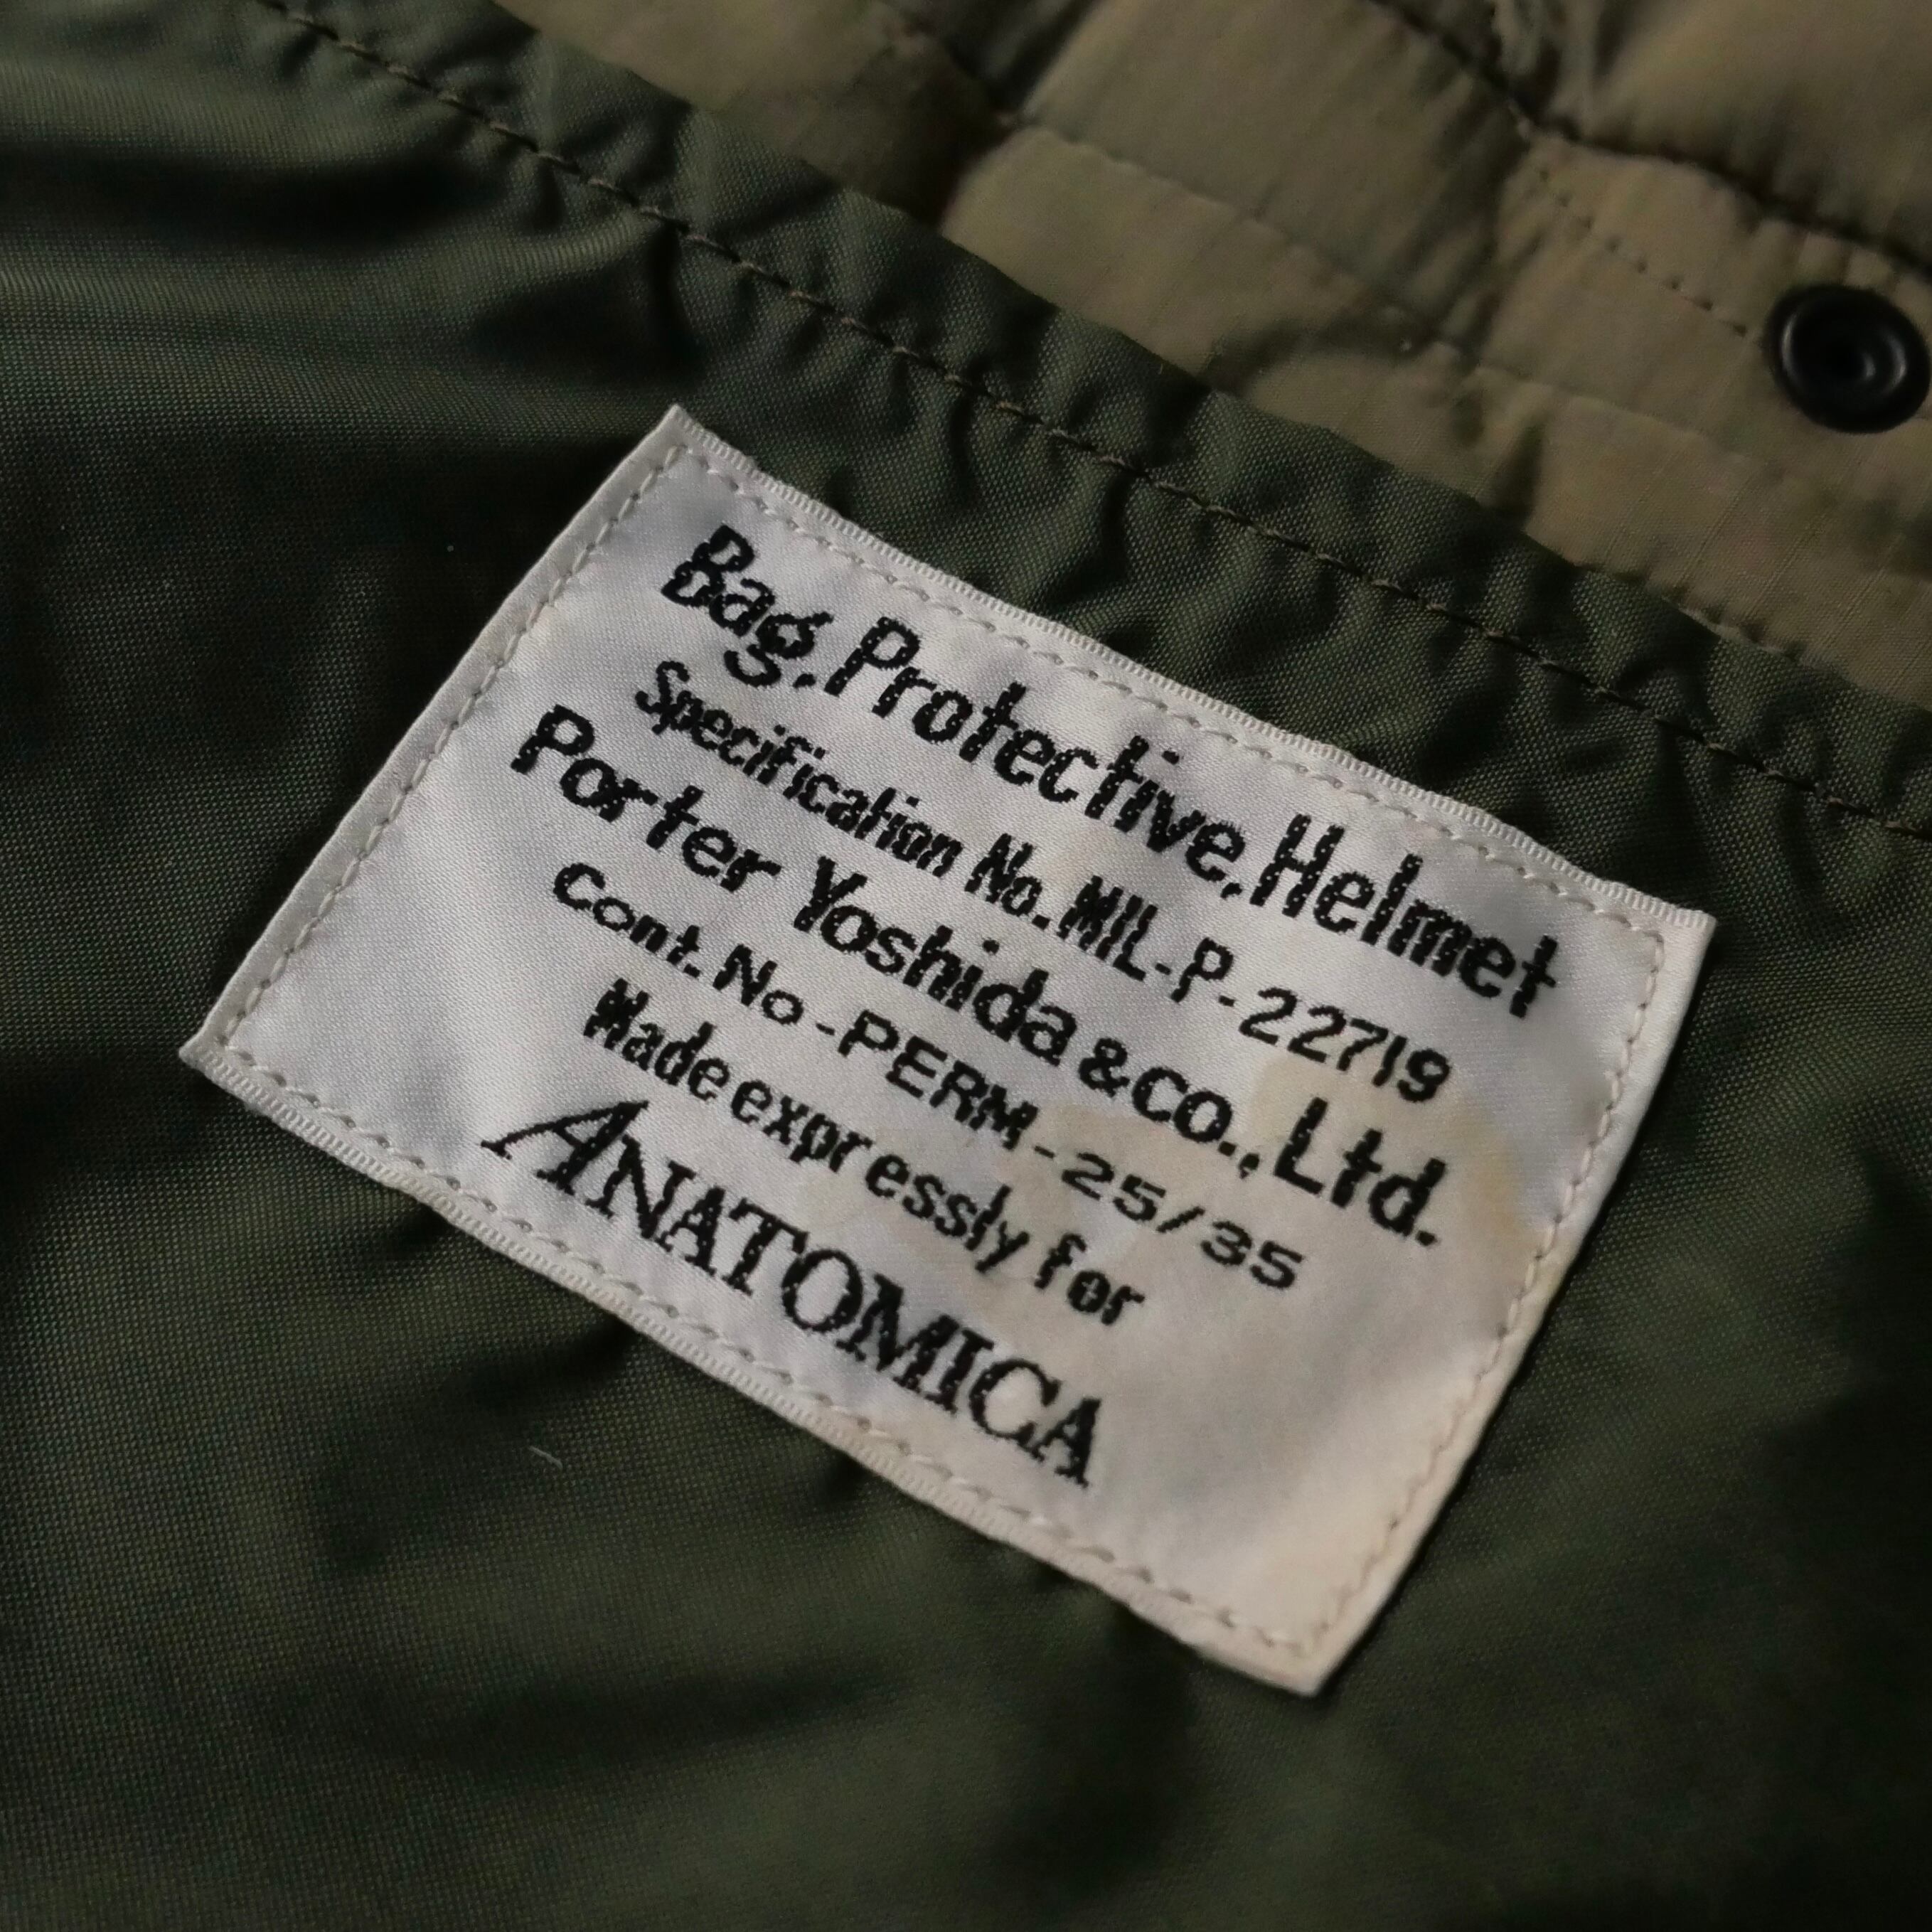 Bag,Protective,Helmet
Specification No.MIL-P-22719
Porter Yoshida&CO.,Ltd.
Cont.No-PERM-25/35
Made expressly for
ANATOMICA